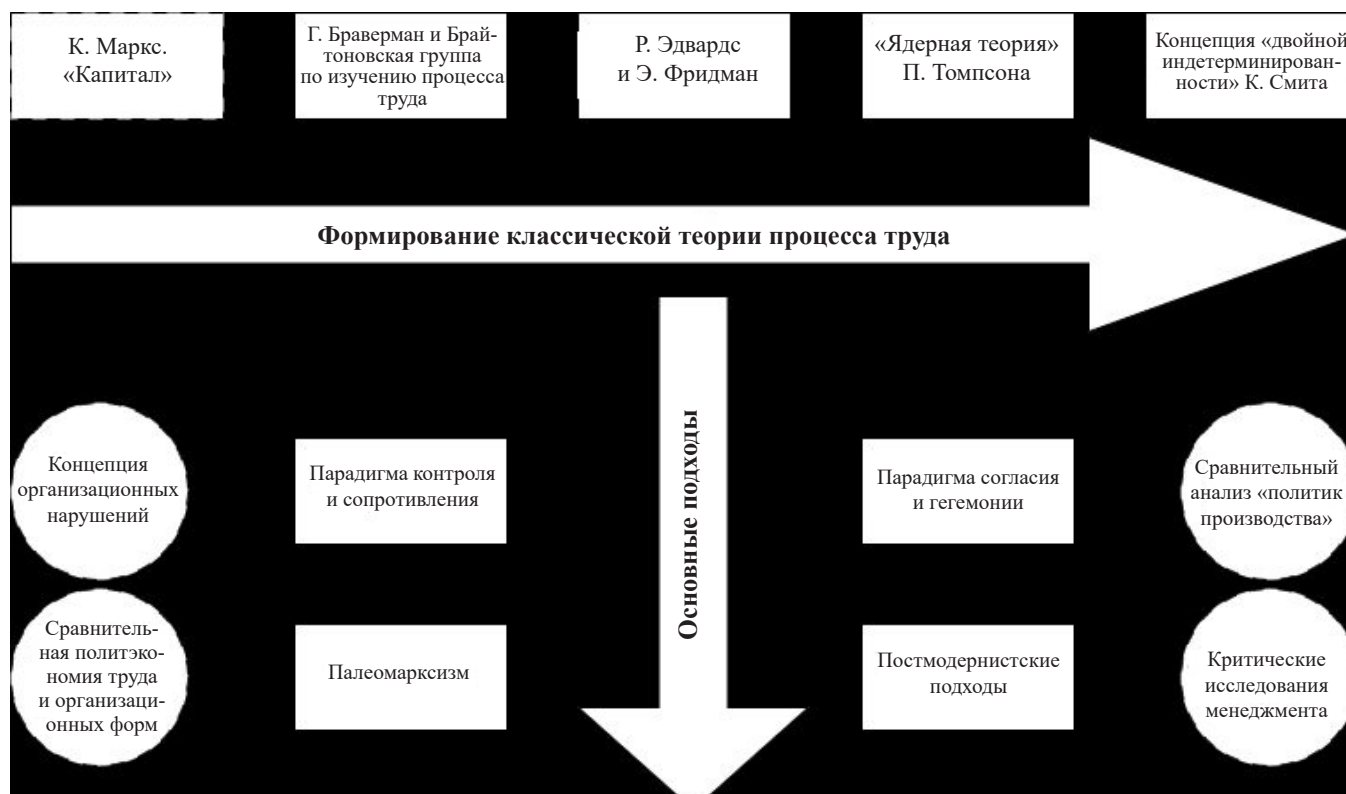 К. Маркс.
«Капитал»
Г. Браверман и Брай-
тоновская группа
по изучению процесса
труда
Р. Эдвардс
и Э. Фридман
«Ядерная теория»
П. Томпсона
Концепция «двойной
индетерминирован-
ности» К. Смита
Формирование классической теории процесса труда
Основные подходы
Концепция
организационных
нарушений
Парадигма контроля
и сопротивления
Парадигма согласия
и гегемонии
Сравнительный
анализ «политик
производства»
Сравнитель-
ная политэко-
номия труда
и организаци-
онных форм
Палеомарксизм
Постмодернистские
подходы
Критические
исследования
менеджмента